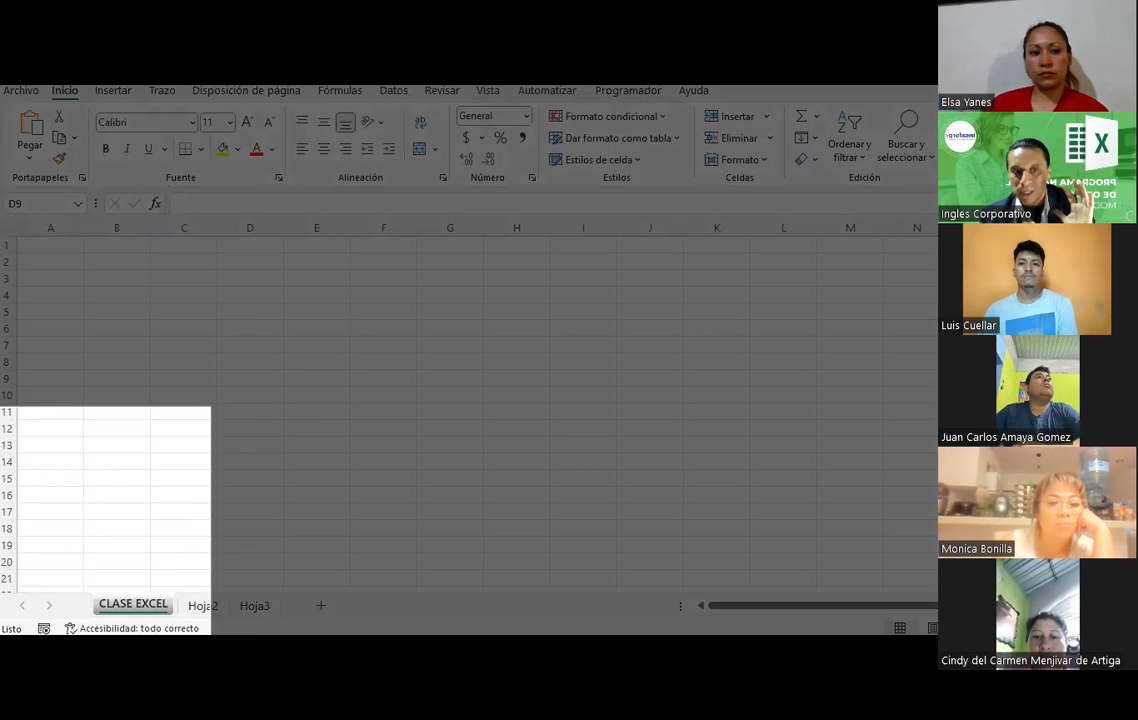 Archivo Inicio Insertar Trazo Disposición de página Fórmulas Datos Revisar Vista Automatizar Programador Ayuda
Pegar
Portapapeles
Calibri 11
N K S
Fuente
Alineación
General
$ % 000
Número
Formato condicional
Dar formato como tabla
Estilos de celda
Estilos
Insertar
Eliminar
Formato
Celdas
Ordenar y filtrar
Buscar y seleccionar
Edición
D9
fx
A B C D E F G H I J K L M N
1
2
3
4
5
6
7
8
9
10
11
12
13
14
15
16
17
18
19
20
21
CLASE EXCEL Hoja2 Hoja3
Listo Accesibilidad: todo correcto
Elsa Yanes
Ingles Corporativo
Luis Cuellar
Juan Carlos Amaya Gomez
Monica Bonilla
Cindy del Carmen Menjivar de Artiga